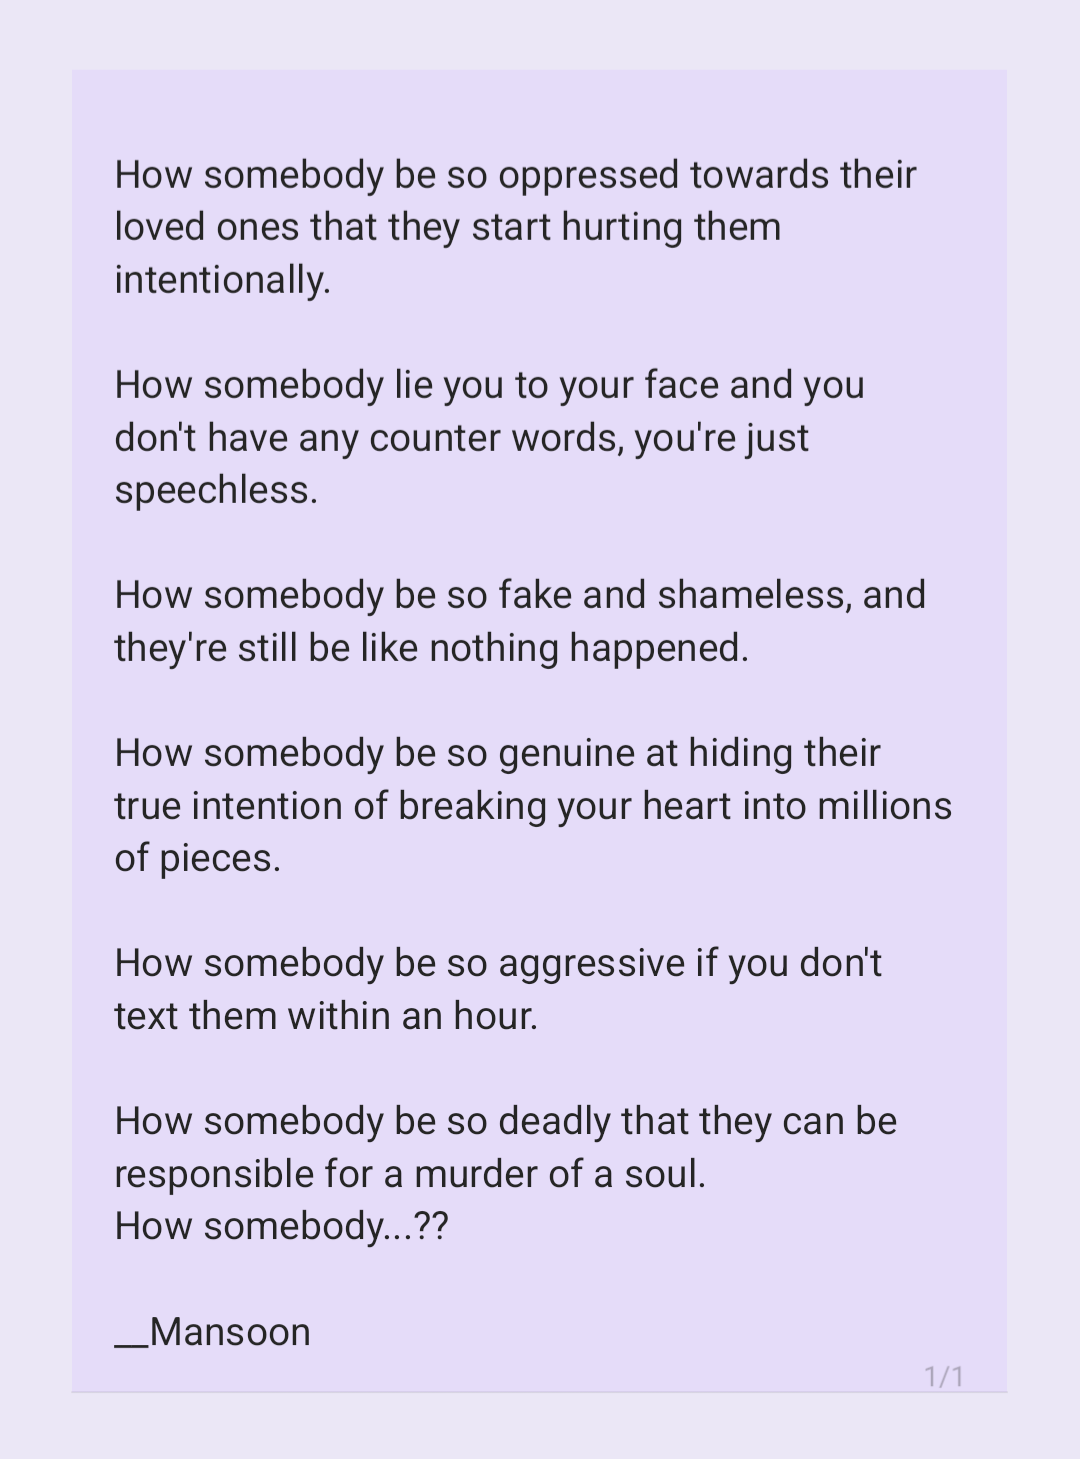 How somebody be so oppressed towards their
loved ones that they start hurting them
intentionally.
How somebody lie you to your face and you
don't have any counter words, you're just
speechless.
How somebody be so fake and shameless, and
they're still be like nothing happened.
How somebody be so genuine at hiding their
true intention of breaking your heart into millions
of pieces.
How somebody be so aggressive if you don't
text them within an hour.
How somebody be so deadly that they can be
responsible for a murder of a soul.
How somebody...??
__Mansoon
1/1